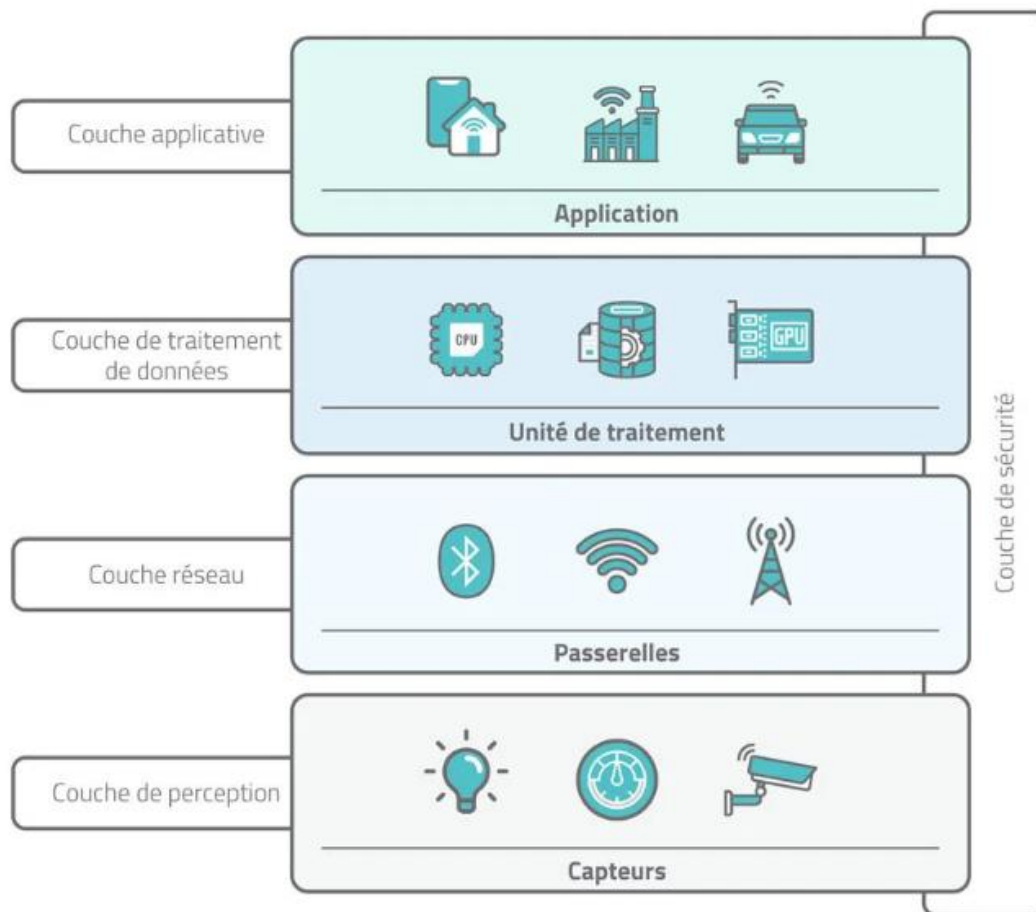 Couche applicative
Application
Couche de traitement
de données
CPU
GPU
Unité de traitement
Couche réseau
Passerelles
Couche de perception
Capteurs
Couche de sécurité